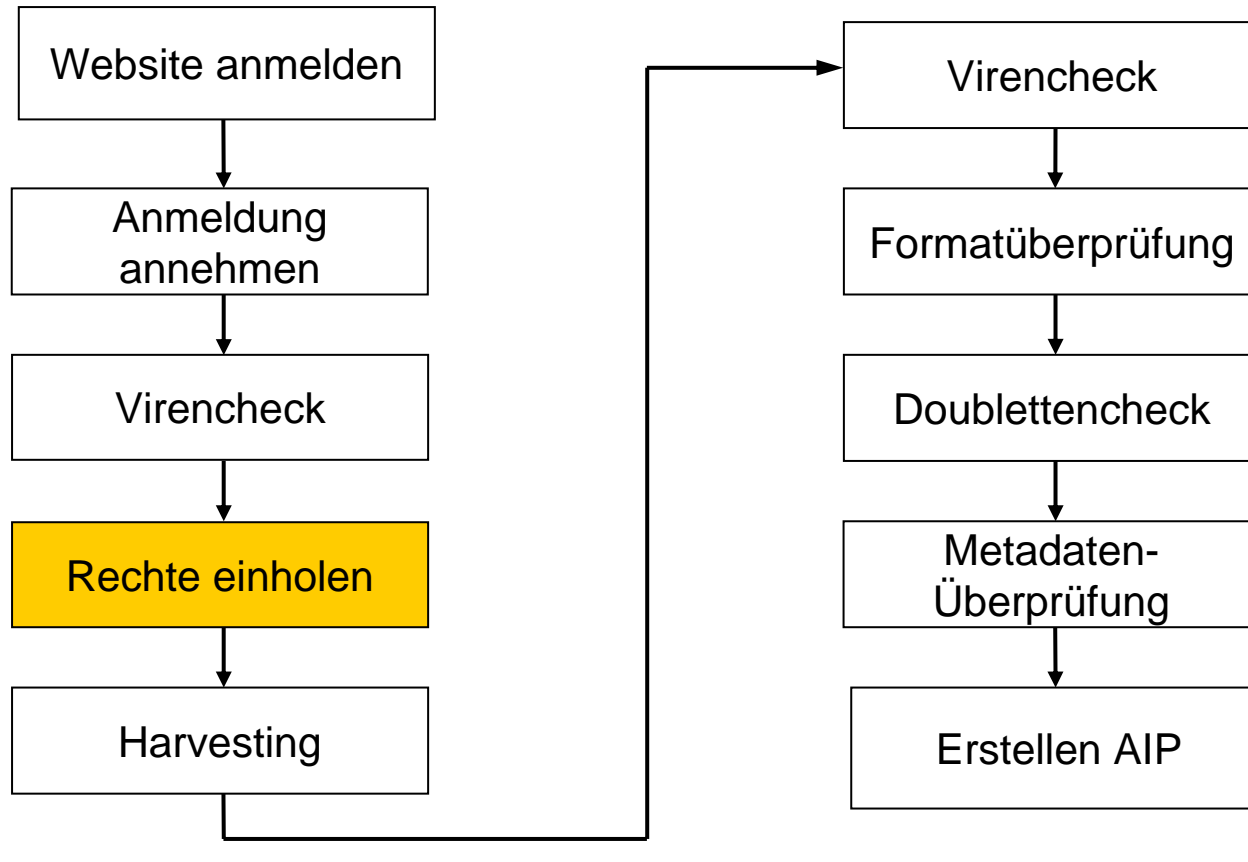 Website anmelden
Anmeldung
annehmen
Virencheck
Rechte einholen
Harvesting
Virencheck
Formatüberprüfung
Doublettencheck
Metadaten-
Überprüfung
Erstellen AIP